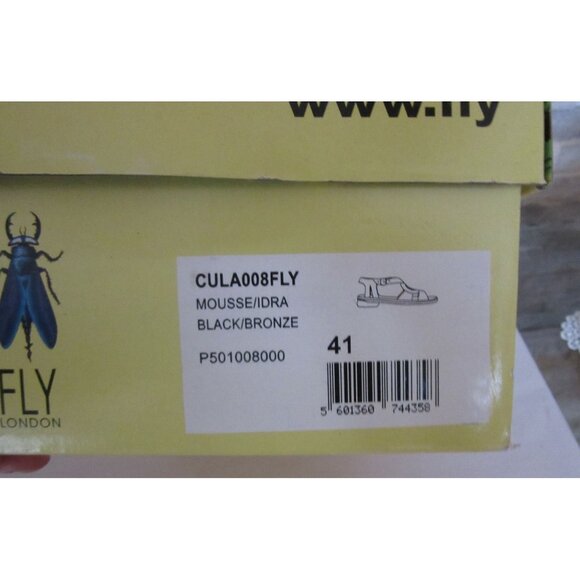 www.fly
CULA008FLY
MOUSSE/IDRA
BLACK/BRONZE
P501008000
41
5 601360 744358
FLY
LONDON